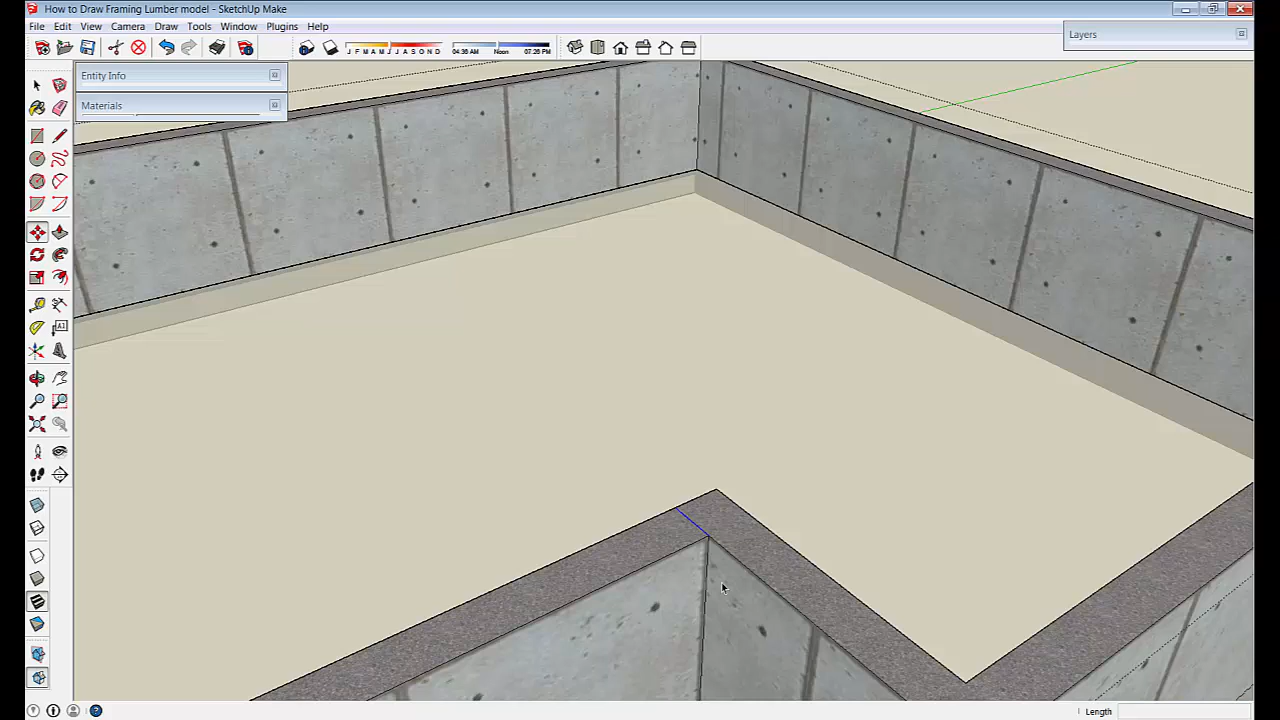 How to Draw Framing Lumber model - SketchUp Make
File Edit View Camera Draw Tools Window Plugins Help
Layers
J F M A M J J A S O N D 04:36 AM Noon 07:26 PM
Entity Info
Materials
A1
Length